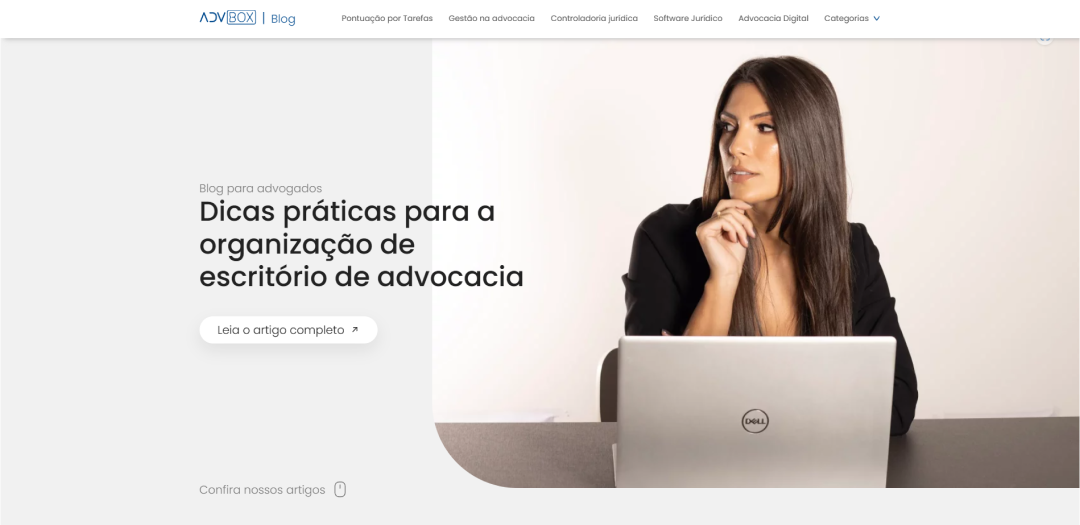 ADVBOX | Blog
Pontuação por Tarefas
Gestão na advocacia
Controladoria jurídica
Software Jurídico
Advocacia Digital
Categorias
Blog para advogados
Dicas práticas para a
organização de
escritório de advocacia
Leia o artigo completo
DELL
Confira nossos artigos